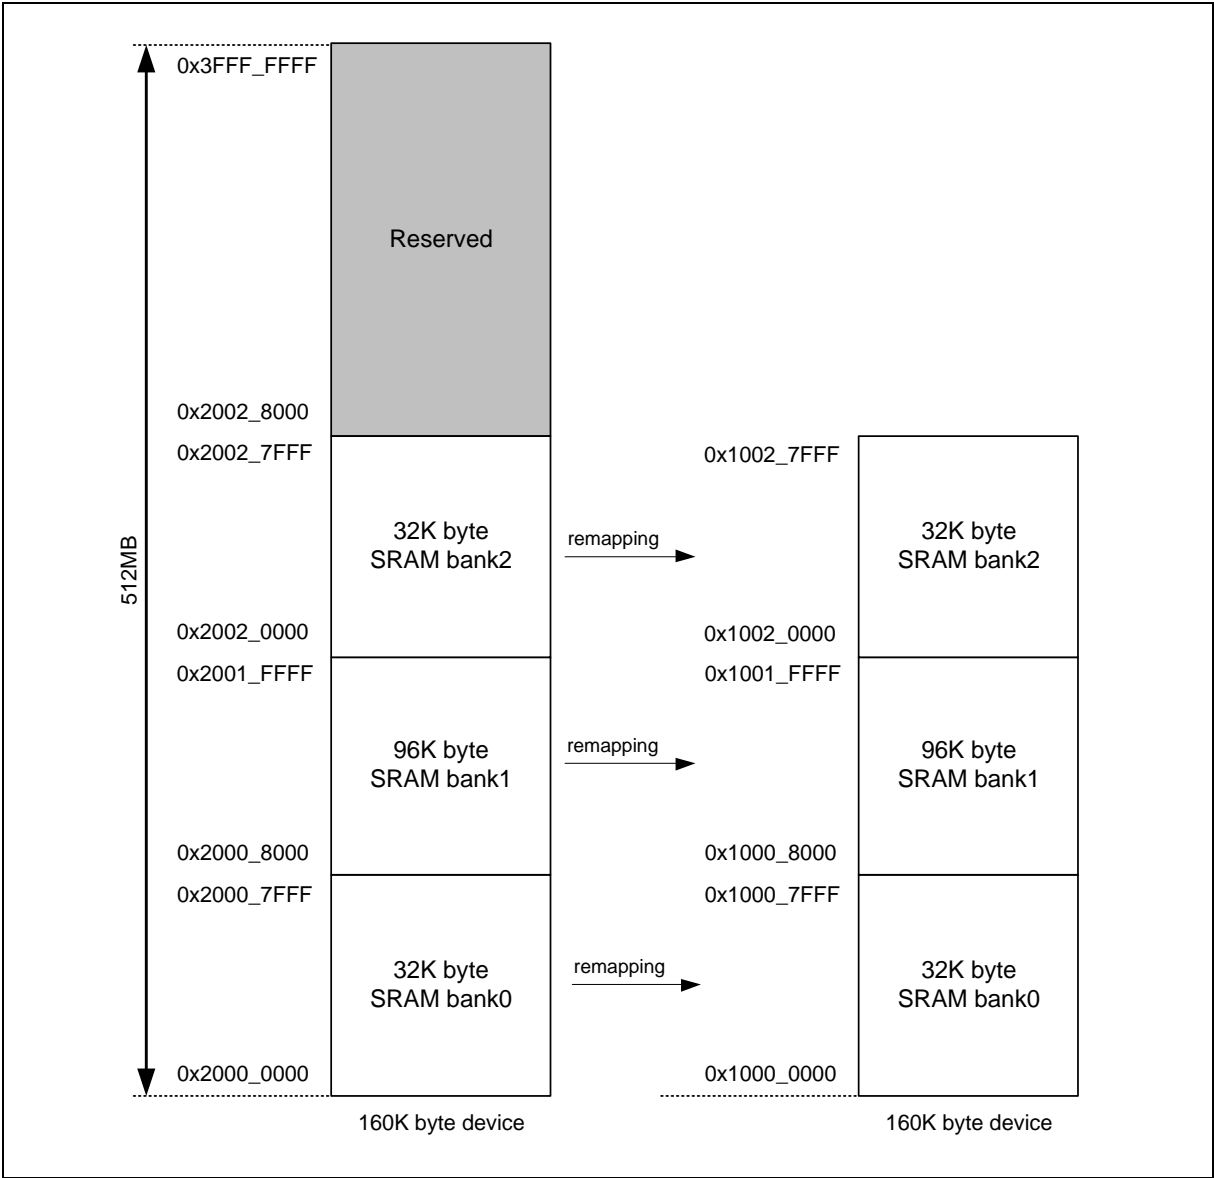 0x3FFF_FFFF
Reserved
0x2002_8000
0x2002_7FFF
0x1002_7FFF
32K byte
SRAM bank2
remapping
32K byte
SRAM bank2
512MB
0x2002_0000
0x1002_0000
0x2001_FFFF
0x1001_FFFF
96K byte
SRAM bank1
remapping
96K byte
SRAM bank1
0x2000_8000
0x1000_8000
0x2000_7FFF
0x1000_7FFF
32K byte
SRAM bank0
remapping
32K byte
SRAM bank0
0x2000_0000
0x1000_0000
160K byte device
160K byte device